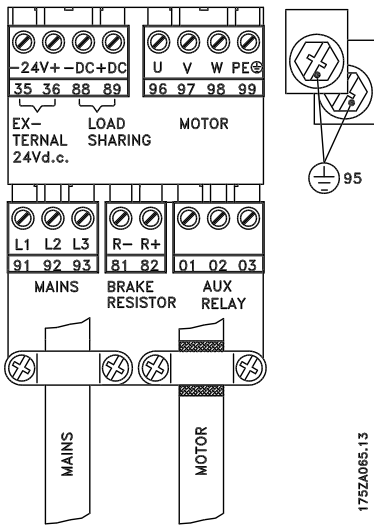 -24V+ -DC+DC
35 36 88 89
EX-
TERNAL
24Vd.c.
LOAD
SHARING
U V W PE
96 97 98 99
MOTOR
95
L1 L2 L3
91 92 93
MAINS
R- R+
81 82
BRAKE
RESISTOR
01 02 03
AUX
RELAY
MAINS
MOTOR
175ZA065.13